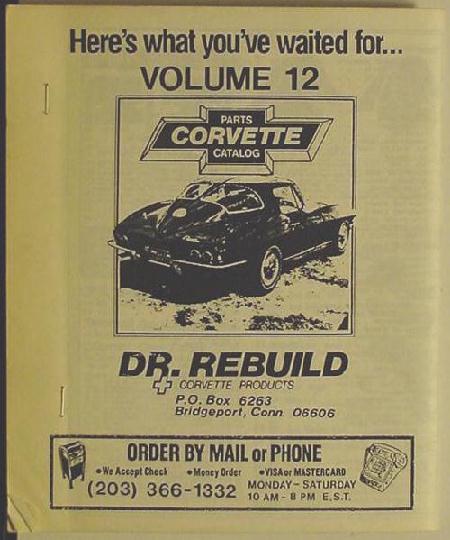 Here's what you've waited for...
VOLUME 12
PARTS
CORVETTE
CATALOG
DR. REBUILD
CORVETTE PRODUCTS
P.O. Box 6253
Bridgeport, Conn 06606
ORDER BY MAIL or PHONE
•We Accept Check •Money Order •VISA or MASTERCARD
(203) 366-1332 MONDAY-SATURDAY
10 AM - 8 PM E.S.T.